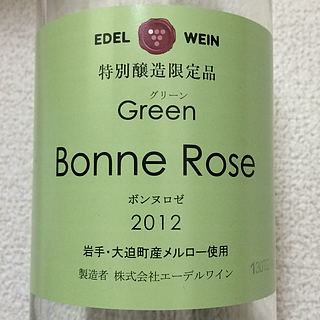 EDEL WEIN
特別醸造限定品
グリーン
Green
Bonne Rose
ボンヌロゼ
2012
岩手・大迫町産メルロー使用
製造者 株式会社エーデルワイン